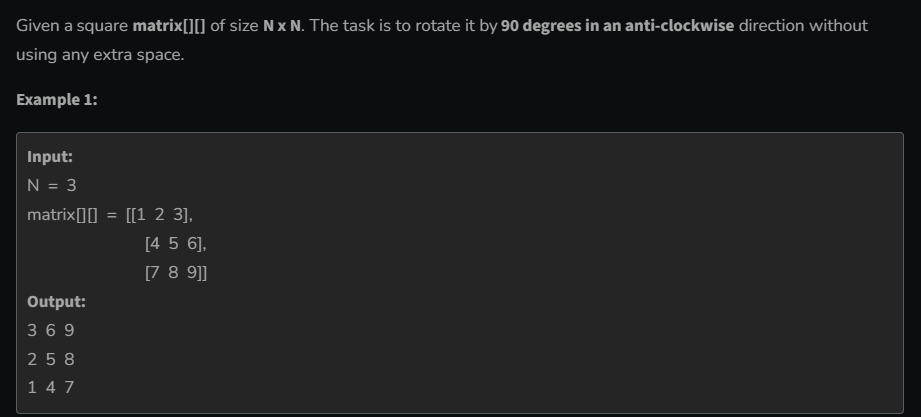 Given a square matrix[][] of size N x N. The task is to rotate it by 90 degrees in an anti-clockwise direction without
using any extra space.
Example 1:
Input:
N = 3
matrix[][] = [[1 2 3],
[4 5 6],
[7 8 9]]
Output:
3 6 9
2 5 8
1 4 7